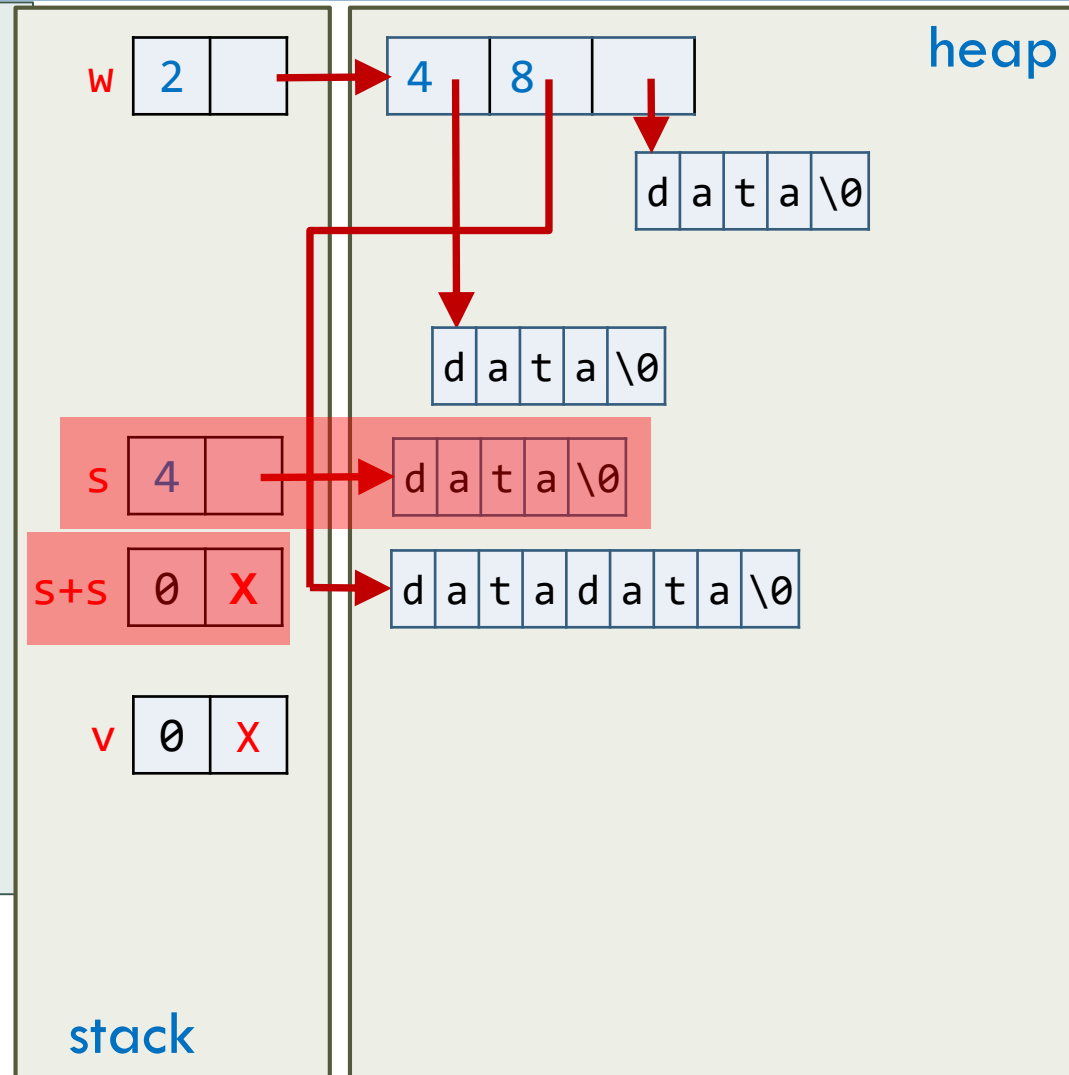 heap
w 2 4 8
d a t a \0
d a t a \0
s 4 d a t a \0
s+s 0 X d a t a d a t a \0
v 0 X
stack